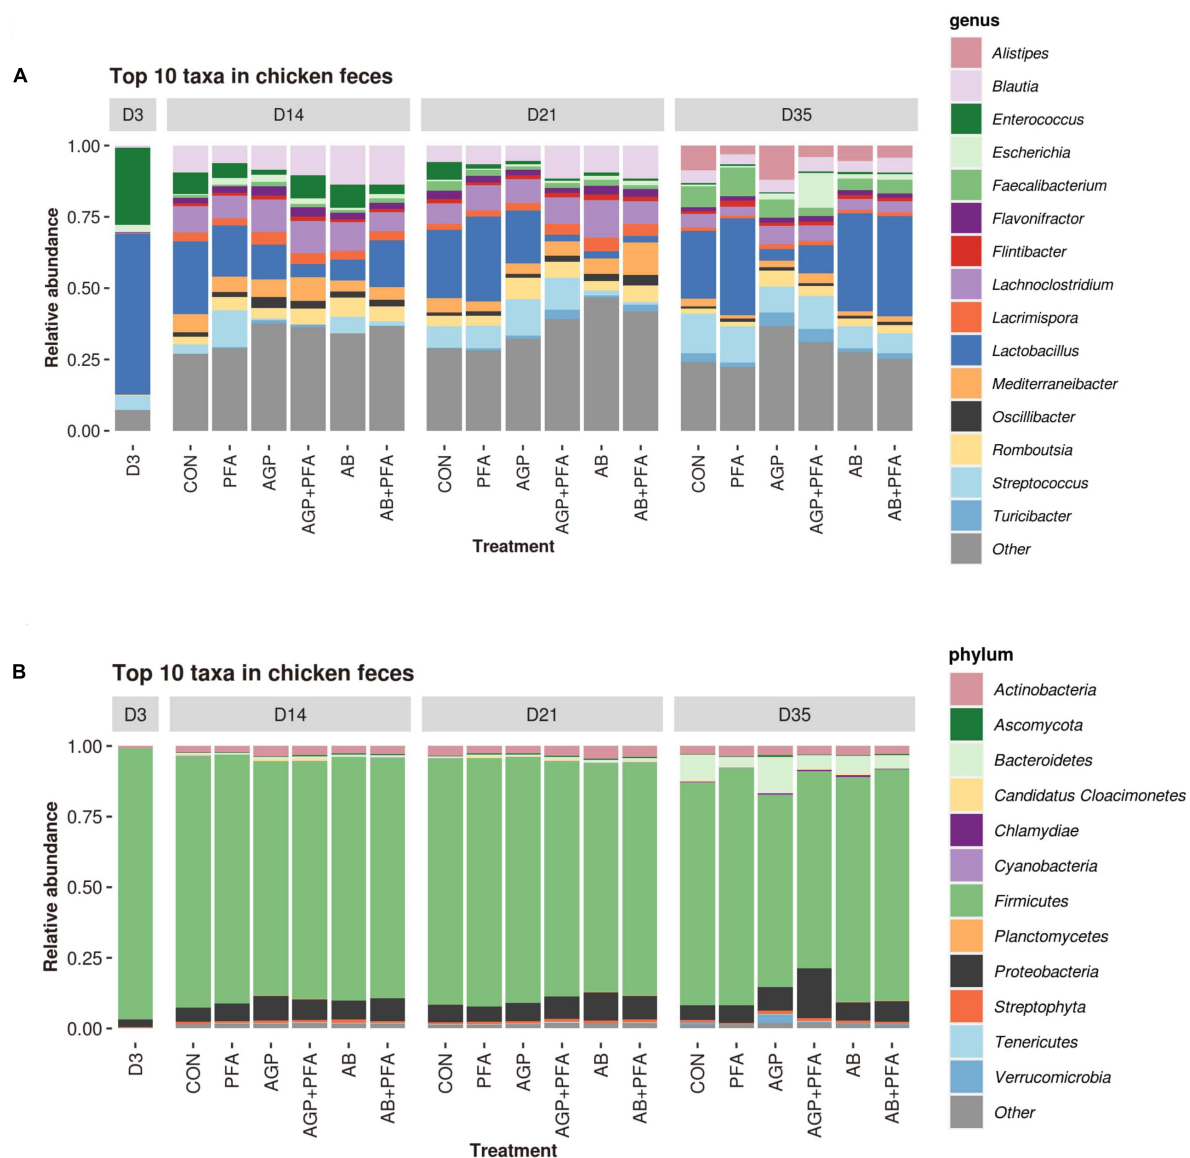 A
Top 10 taxa in chicken feces
D3
D14
D21
D35
1.00
0.75
0.50
0.25
0.00
Relative abundance
D3
CON
PFA
AGP
AGP+PFA
AB
AB+PFA
CON
PFA
AGP
AGP+PFA
AB
AB+PFA
CON
PFA
AGP
AGP+PFA
AB
AB+PFA
Treatment
genus
Alistipes
Blautia
Enterococcus
Escherichia
Faecalibacterium
Flavonifractor
Flintibacter
Lachnoclostridium
Lacrimispora
Lactobacillus
Mediterraneibacter
Oscillibacter
Romboutsia
Streptococcus
Turicibacter
Other
B
Top 10 taxa in chicken feces
D3
D14
D21
D35
1.00
0.75
0.50
0.25
0.00
Relative abundance
D3
CON
PFA
AGP
AGP+PFA
AB
AB+PFA
CON
PFA
AGP
AGP+PFA
AB
AB+PFA
CON
PFA
AGP
AGP+PFA
AB
AB+PFA
Treatment
phylum
Actinobacteria
Ascomycota
Bacteroidetes
Candidatus Cloacimonetes
Chlamydiae
Cyanobacteria
Firmicutes
Planctomycetes
Proteobacteria
Streptophyta
Tenericutes
Verrucomicrobia
Other